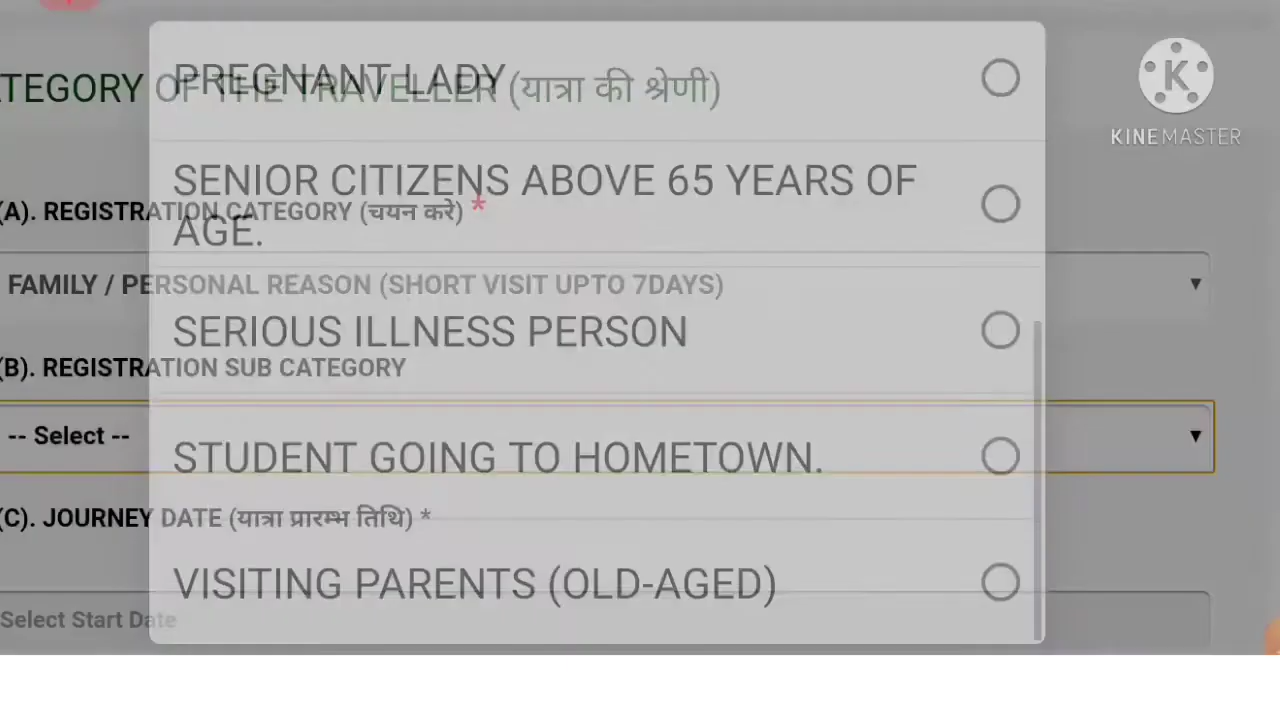 PREGNANT LADY
CATEGORY OF THE TRAVELLER (यात्रा की श्रेणी)
KINEMASTER
SENIOR CITIZENS ABOVE 65 YEARS OF
AGE.
(A). REGISTRATION CATEGORY (चयन करे) *
FAMILY / PERSONAL REASON (SHORT VISIT UPTO 7DAYS)
SERIOUS ILLNESS PERSON
(B). REGISTRATION SUB CATEGORY
-- Select --
STUDENT GOING TO HOMETOWN.
(C). JOURNEY DATE (यात्रा प्रारम्भ तिथि) *
VISITING PARENTS (OLD-AGED)
Select Start Date